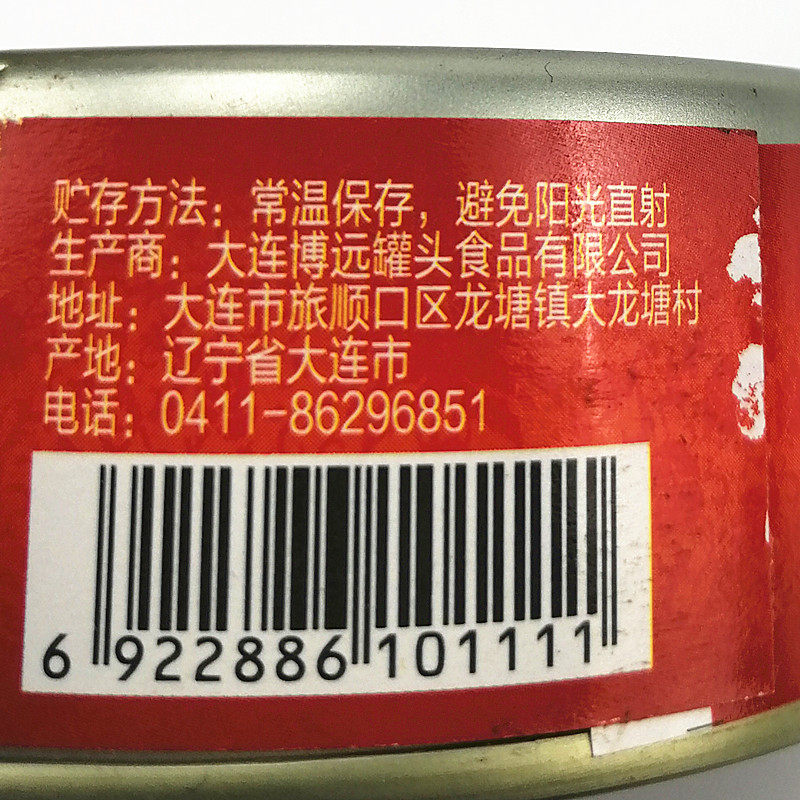 贮存方法：常温保存，避免阳光直射
生产商：大连博远罐头食品有限公司
地址：大连市旅顺口区龙塘镇大龙塘村
产地：辽宁省大连市
电话：0411-86296851
6 922886 101111